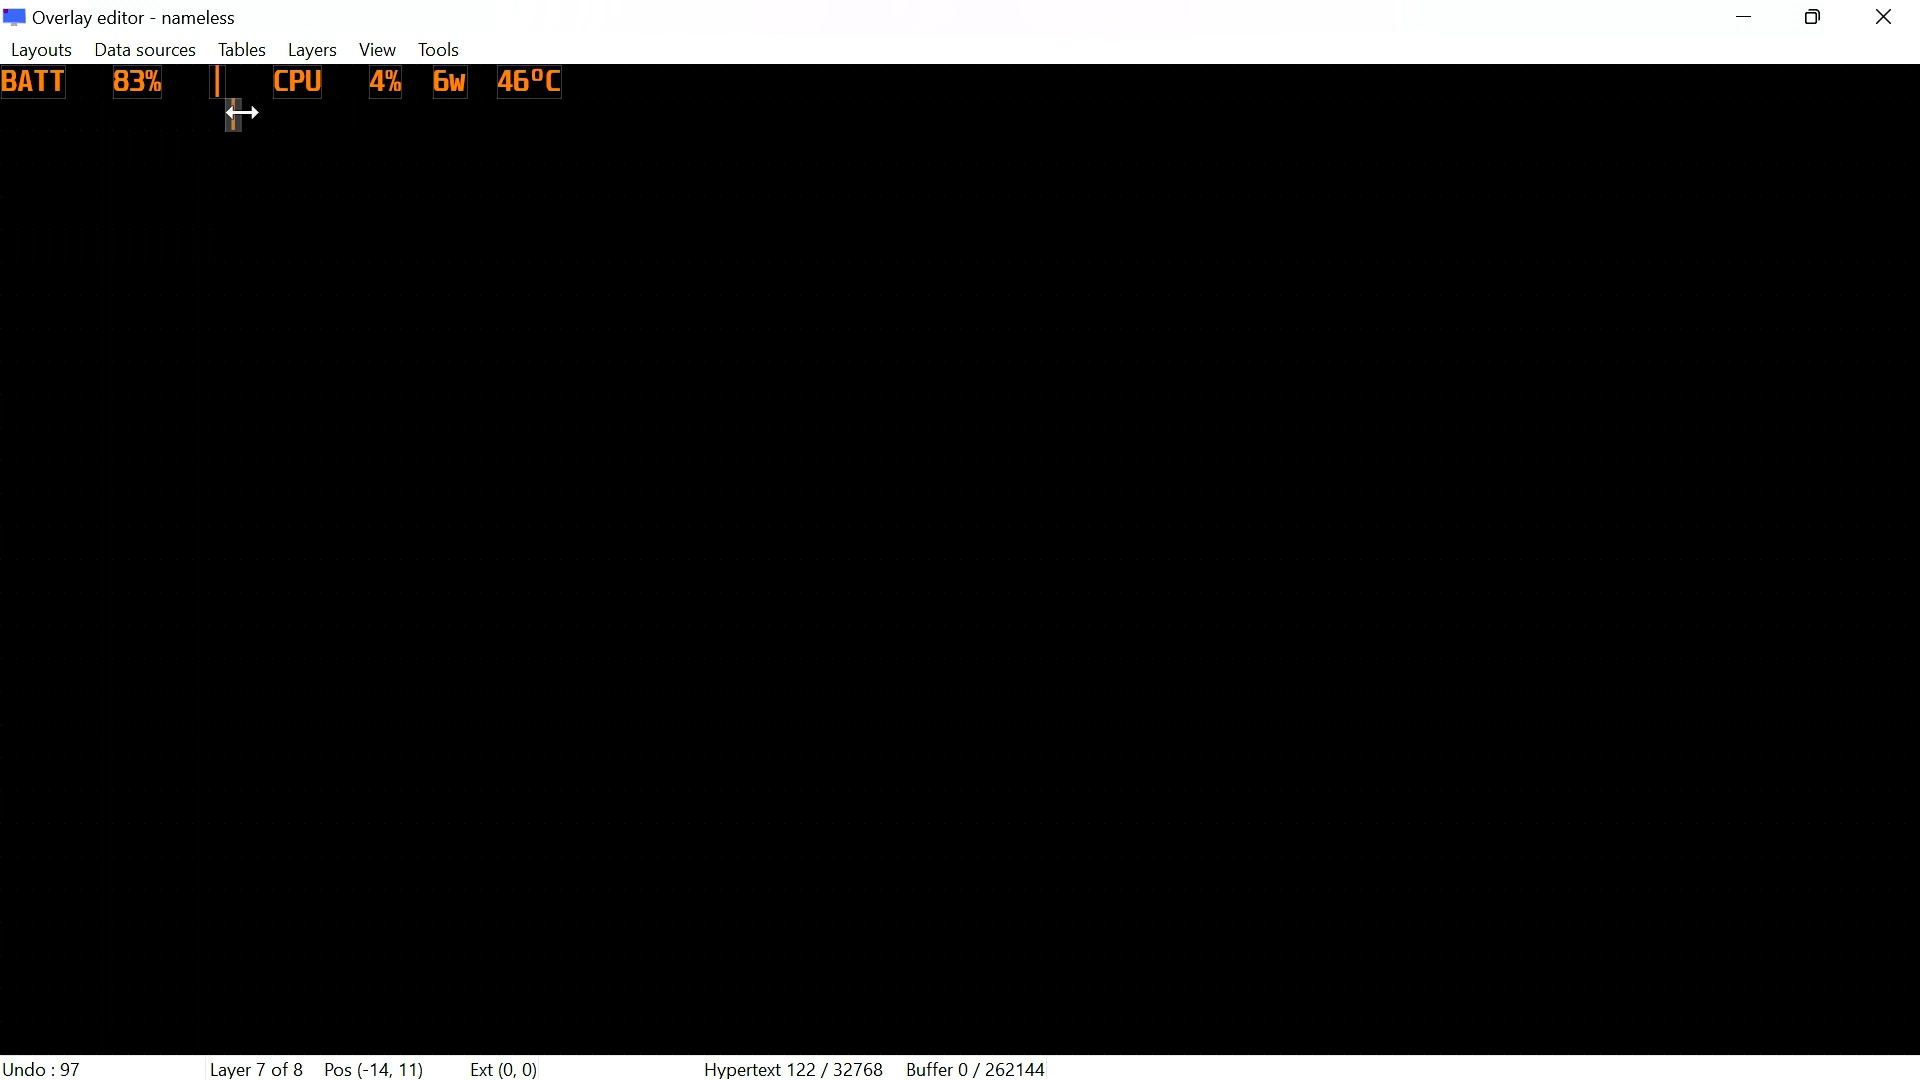 Overlay editor - nameless
Layouts Data sources Tables Layers View Tools
BATT 83% | CPU 4% 6w 46°C
|
Undo : 97 Layer 7 of 8 Pos (-14, 11) Ext (0, 0) Hypertext 122 / 32768 Buffer 0 / 262144